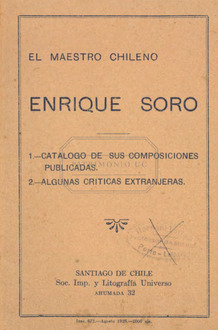 EL MAESTRO CHILENO
ENRIQUE SORO
1.—CATALOGO DE SUS COMPOSICIONES
PUBLICADAS.
2.—ALGUNAS CRITICAS EXTRANJERAS.
SANTIAGO DE CHILE
Soc. Imp. y Litografía Universo
AHUMADA 32